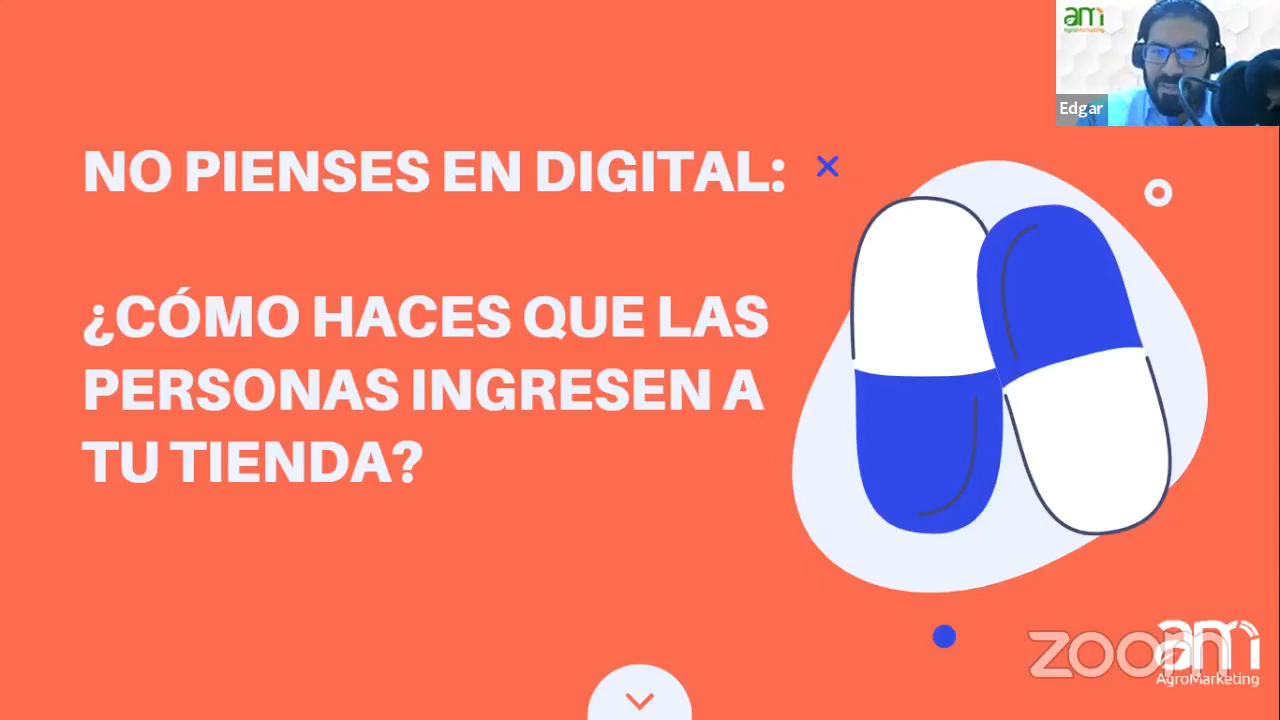 am
AgroMarketing
Edgar
NO PIENSES EN DIGITAL:
¿CÓMO HACES QUE LAS
PERSONAS INGRESEN A
TU TIENDA?
zoom
am
AgroMarketing